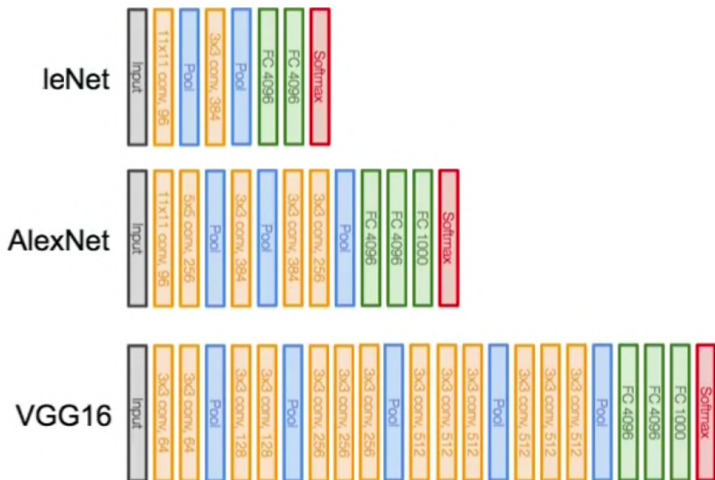 leNet
Input
11x11 conv, 96
Pool
3x3 conv, 384
Pool
FC 4096
FC 4096
Softmax
AlexNet
Input
11x11 conv, 96
5x5 conv, 256
Pool
3x3 conv, 384
Pool
3x3 conv, 384
3x3 conv, 256
Pool
FC 4096
FC 4096
FC 1000
Softmax
VGG16
Input
3x3 conv, 64
3x3 conv, 64
Pool
3x3 conv, 128
3x3 conv, 128
Pool
3x3 conv, 256
3x3 conv, 256
3x3 conv, 256
Pool
3x3 conv, 512
3x3 conv, 512
3x3 conv, 512
Pool
3x3 conv, 512
3x3 conv, 512
3x3 conv, 512
Pool
FC 4096
FC 4096
FC 1000
Softmax